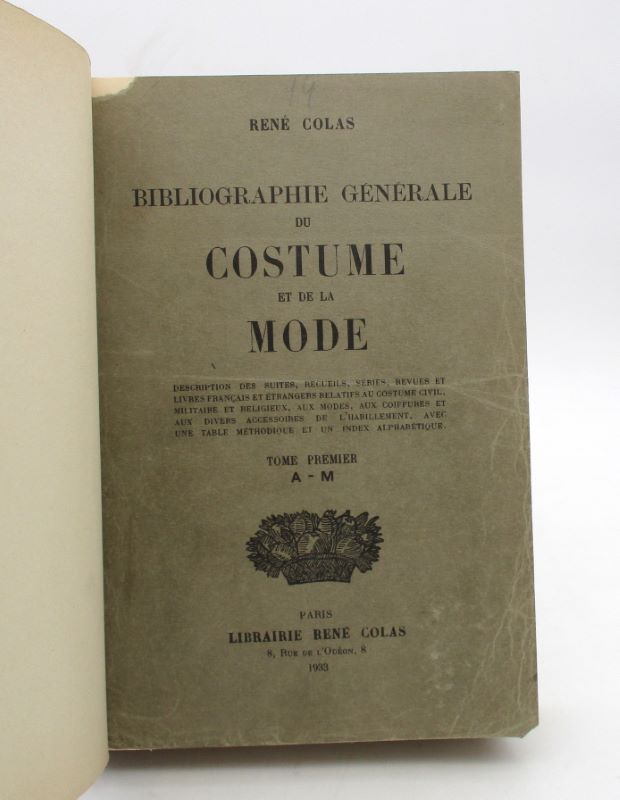 14
RENÉ COLAS
BIBLIOGRAPHIE GÉNÉRALE
DU
COSTUME
ET DE LA
MODE
DESCRIPTION DES SUITES, RECUEILS, SÉRIES, REVUES ET
LIVRES FRANÇAIS ET ÉTRANGERS RELATIFS AU COSTUME CIVIL,
MILITAIRE ET RELIGIEUX, AUX MODES, AUX COIFFURES ET
AUX DIVERS ACCESSOIRES DE L'HABILLEMENT, AVEC
UNE TABLE MÉTHODIQUE ET UN INDEX ALPHABÉTIQUE.
TOME PREMIER
A - M
PARIS
LIBRAIRIE RENÉ COLAS
8, RUE DE L'ODÉON, 8
1933